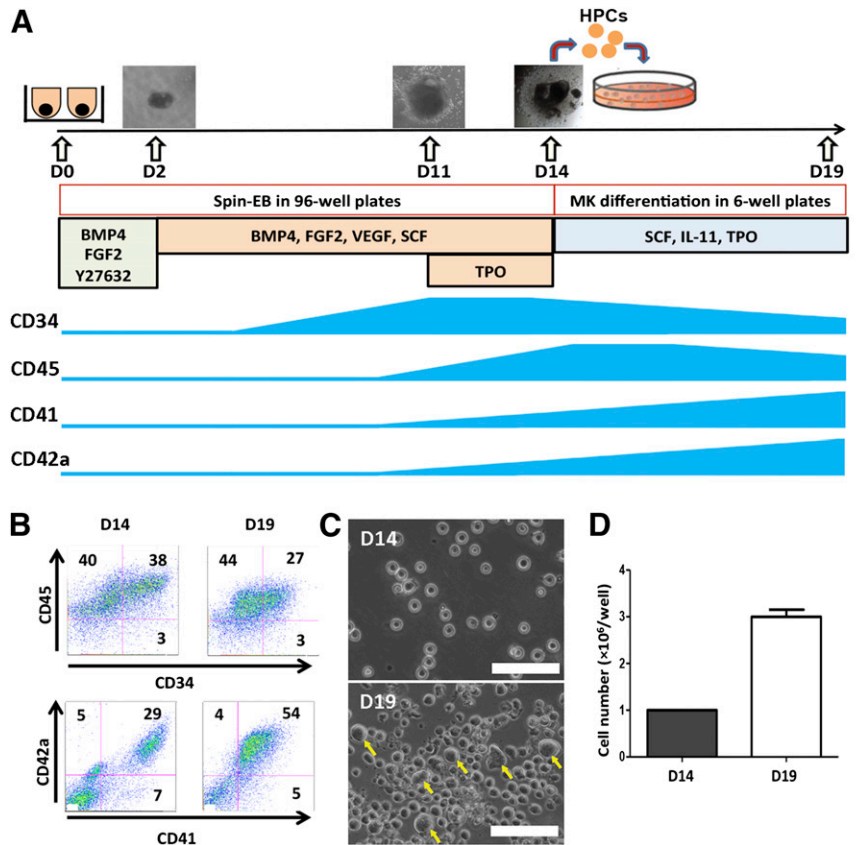 A
HPCs
D0
D2
D11
D14
D19
Spin-EB in 96-well plates
MK differentiation in 6-well plates
BMP4
FGF2
Y27632
BMP4, FGF2, VEGF, SCF
SCF, IL-11, TPO
TPO
CD34
CD45
CD41
CD42a
B
D14
D19
CD45
40
38
3
44
27
3
CD34
CD42a
5
29
7
4
54
5
CD41
C
D14
D19
D
Cell number (×10⁶/well)
5
4
3
2
1
0
D14
D19